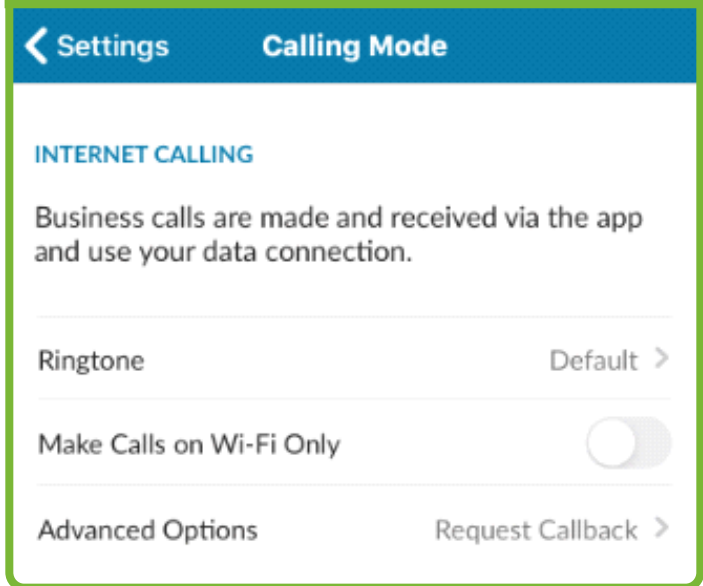 Settings Calling Mode
INTERNET CALLING
Business calls are made and received via the app
and use your data connection.
Ringtone Default
Make Calls on Wi-Fi Only
Advanced Options Request Callback